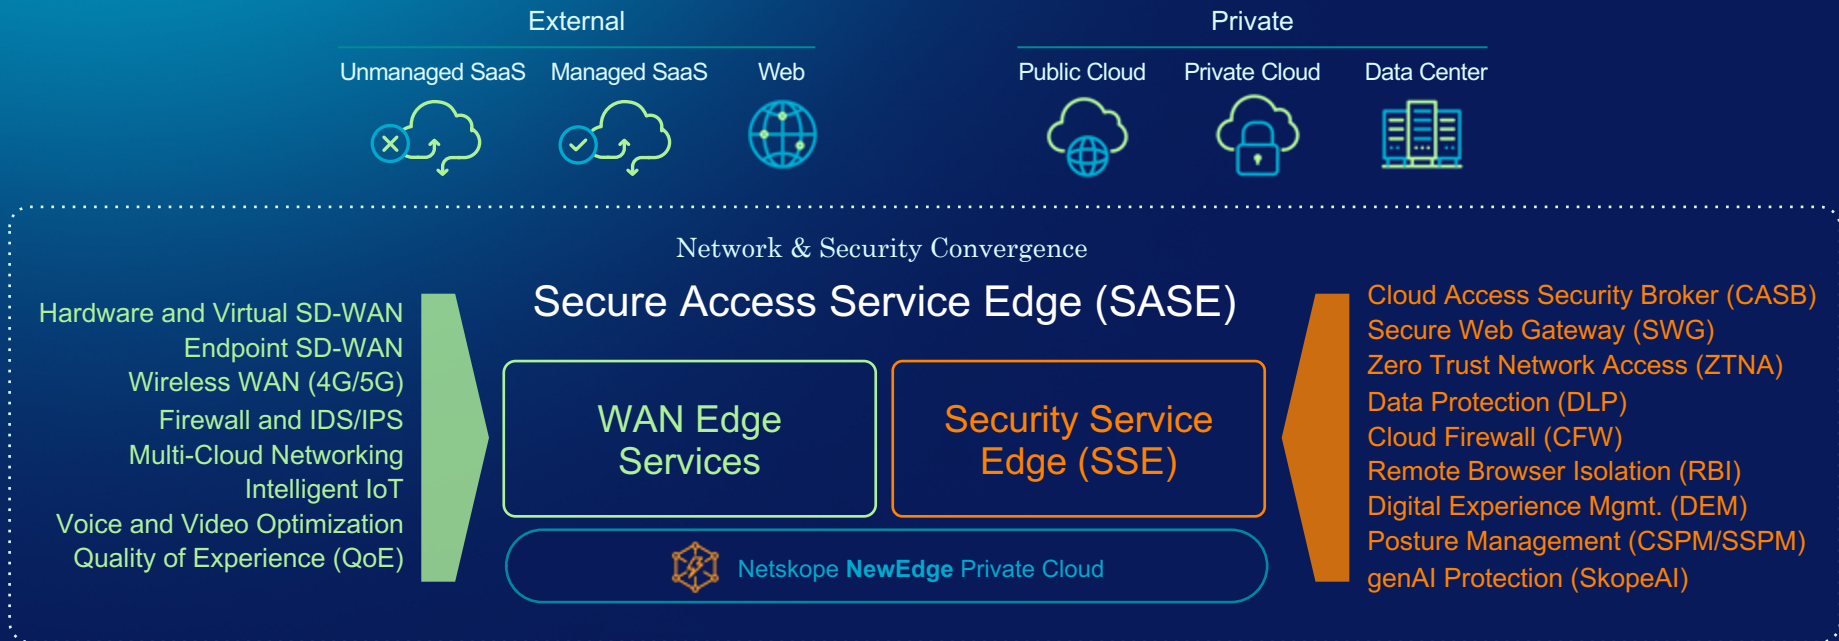 External
Private
Unmanaged SaaS
Managed SaaS
Web
Public Cloud
Private Cloud
Data Center
Network & Security Convergence
Secure Access Service Edge (SASE)
Hardware and Virtual SD-WAN
Endpoint SD-WAN
Wireless WAN (4G/5G)
Firewall and IDS/IPS
Multi-Cloud Networking
Intelligent IoT
Voice and Video Optimization
Quality of Experience (QoE)
WAN Edge
Services
Security Service
Edge (SSE)
Netskope NewEdge Private Cloud
Cloud Access Security Broker (CASB)
Secure Web Gateway (SWG)
Zero Trust Network Access (ZTNA)
Data Protection (DLP)
Cloud Firewall (CFW)
Remote Browser Isolation (RBI)
Digital Experience Mgmt. (DEM)
Posture Management (CSPM/SSPM)
genAI Protection (SkopeAI)